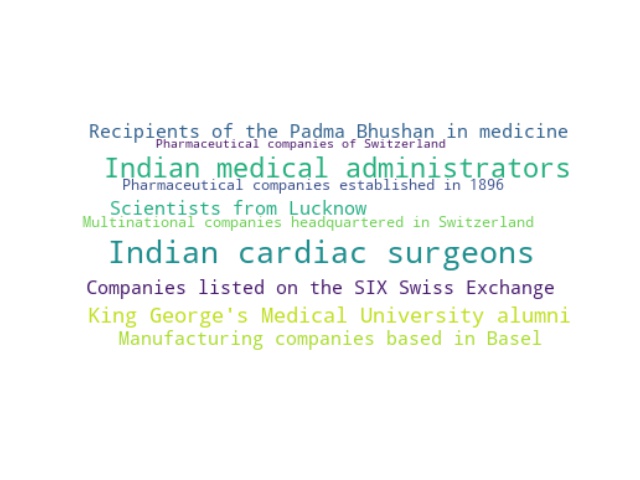 Recipients of the Padma Bhushan in medicine
Pharmaceutical companies of Switzerland
Indian medical administrators
Pharmaceutical companies established in 1896
Scientists from Lucknow
Multinational companies headquartered in Switzerland
Indian cardiac surgeons
Companies listed on the SIX Swiss Exchange
King George's Medical University alumni
Manufacturing companies based in Basel